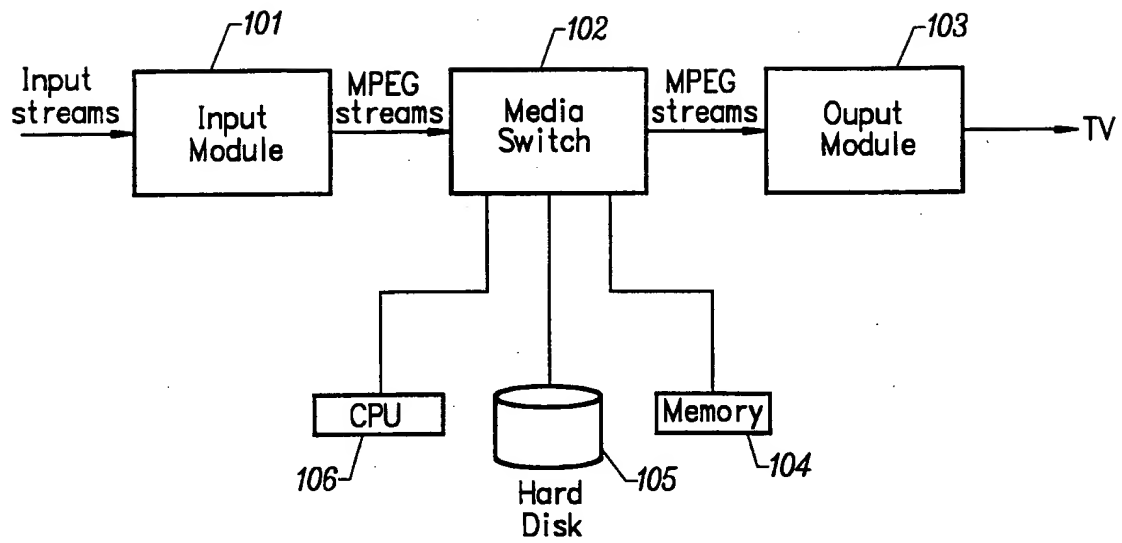 101
102
103
Input
streams
Input
Module
MPEG
streams
Media
Switch
MPEG
streams
Ouput
Module
TV
CPU
106
Hard
Disk
105
Memory
104